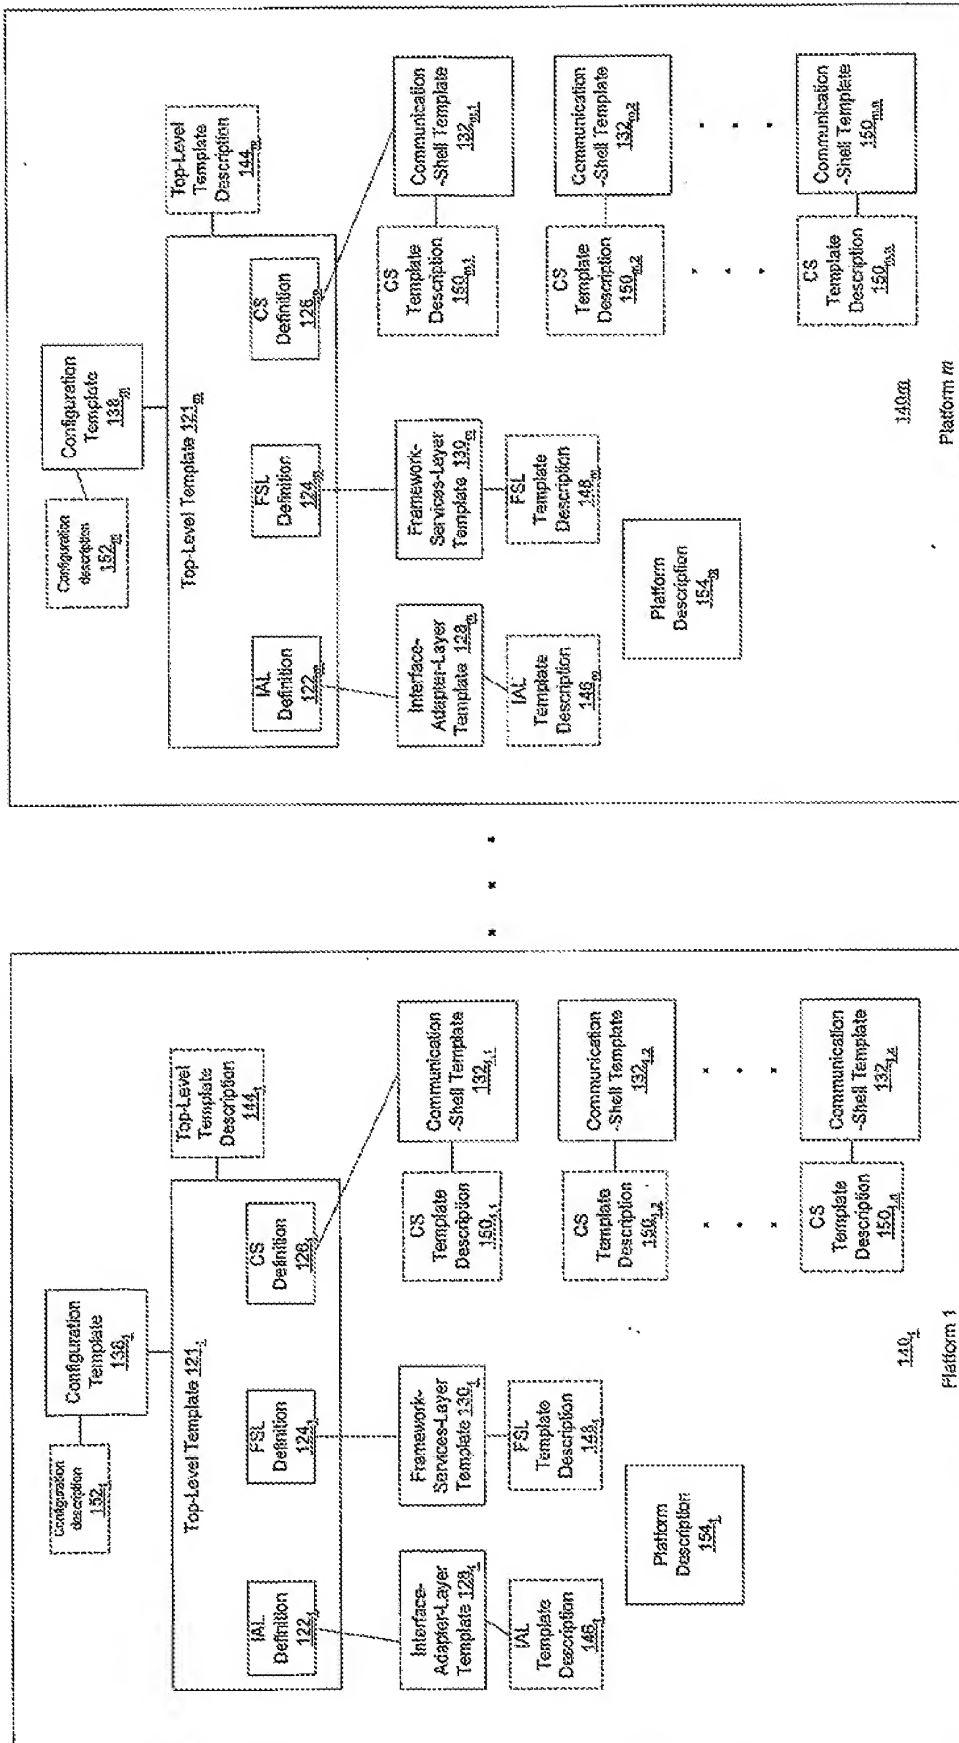 Configuration
description
152₁
Configuration
Template
138₁
Top-Level
Template
Description
144₁
Top-Level Template 121₁
IAL
Definition
122₁
FSL
Definition
124₁
CS
Definition
126₁
Interface-
Adapter-Layer
Template 128₁
Framework-
Services-Layer
Template 130₁
IAL
Template
Description
146₁
FSL
Template
Description
148₁
CS
Template
Description
150₁,₁
Communication
-Shell Template
132₁,₁
CS
Template
Description
150₁,₂
Communication
-Shell Template
132₁,₂
CS
Template
Description
Communication
-Shell Template
Platform
Description
154₁
140₁
Platform 1
Configuration
description
152ₘ
Configuration
Template
138ₘ
Top-Level
Template
Description
144ₘ
Top-Level Template 121ₘ
IAL
Definition
122ₘ
FSL
Definition
124ₘ
CS
Definition
126ₘ
Interface-
Adapter-Layer
Template 128ₘ
Framework-
Services-Layer
Template 130ₘ
IAL
Template
Description
146ₘ
FSL
Template
Description
148ₘ
CS
Template
Description
150ₘ,₁
Communication
-Shell Template
132ₘ,₁
CS
Template
Description
150ₘ,₂
Communication
-Shell Template
132ₘ,₂
CS
Template
Description
Communication
-Shell Template
Platform
Description
154ₘ
140m
Platform m